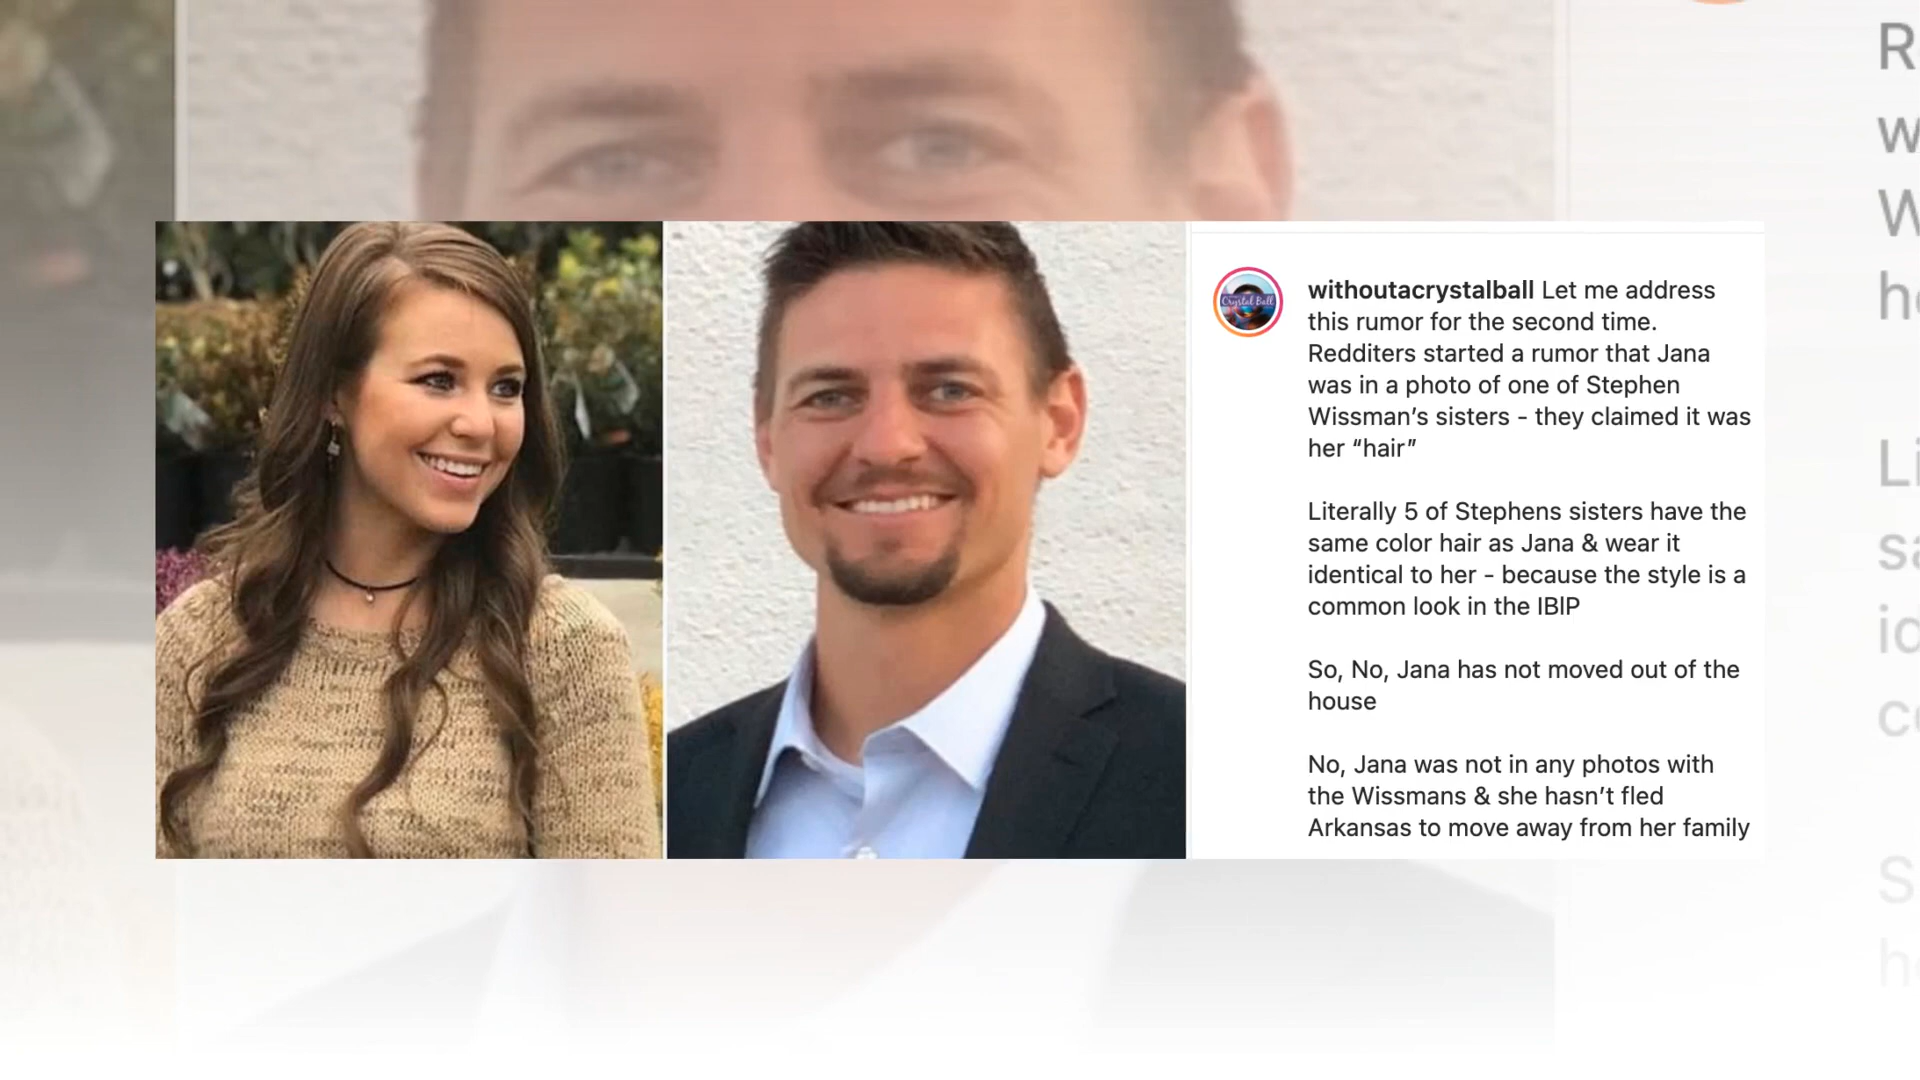 Crystal Ball
withoutacrystalball Let me address
this rumor for the second time.
Redditers started a rumor that Jana
was in a photo of one of Stephen
Wissman’s sisters - they claimed it was
her “hair”
Literally 5 of Stephens sisters have the
same color hair as Jana & wear it
identical to her - because the style is a
common look in the IBIP
So, No, Jana has not moved out of the
house
No, Jana was not in any photos with
the Wissmans & she hasn’t fled
Arkansas to move away from her family